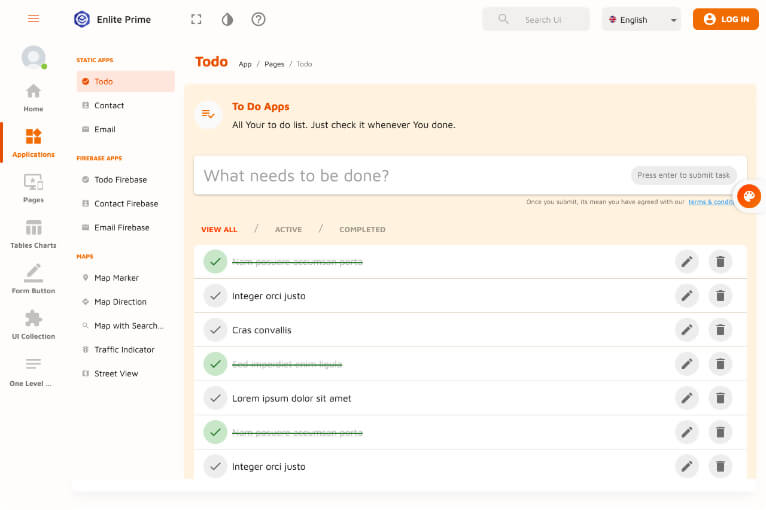 Enlite Prime
Search UI
English
LOG IN
Home
Applications
Pages
Tables Charts
Form Button
UI Collection
One Level ...
STATIC APPS
Todo
Contact
Email
FIREBASE APPS
Todo Firebase
Contact Firebase
Email Firebase
MAPS
Map Marker
Map Direction
Map with Search...
Traffic Indicator
Street View
Todo
App / Pages / Todo
To Do Apps
All Your to do list. Just check it whenever You done.
What needs to be done?
Press enter to submit task
Once you submit, its mean you have agreed with our terms &
VIEW ALL / ACTIVE / COMPLETED
Nam posuere accumsan porta
Integer orci justo
Cras convallis
Sed imperdiet enim ligula
Lorem ipsum dolor sit amet
Nam posuere accumsan porta
Integer orci justo